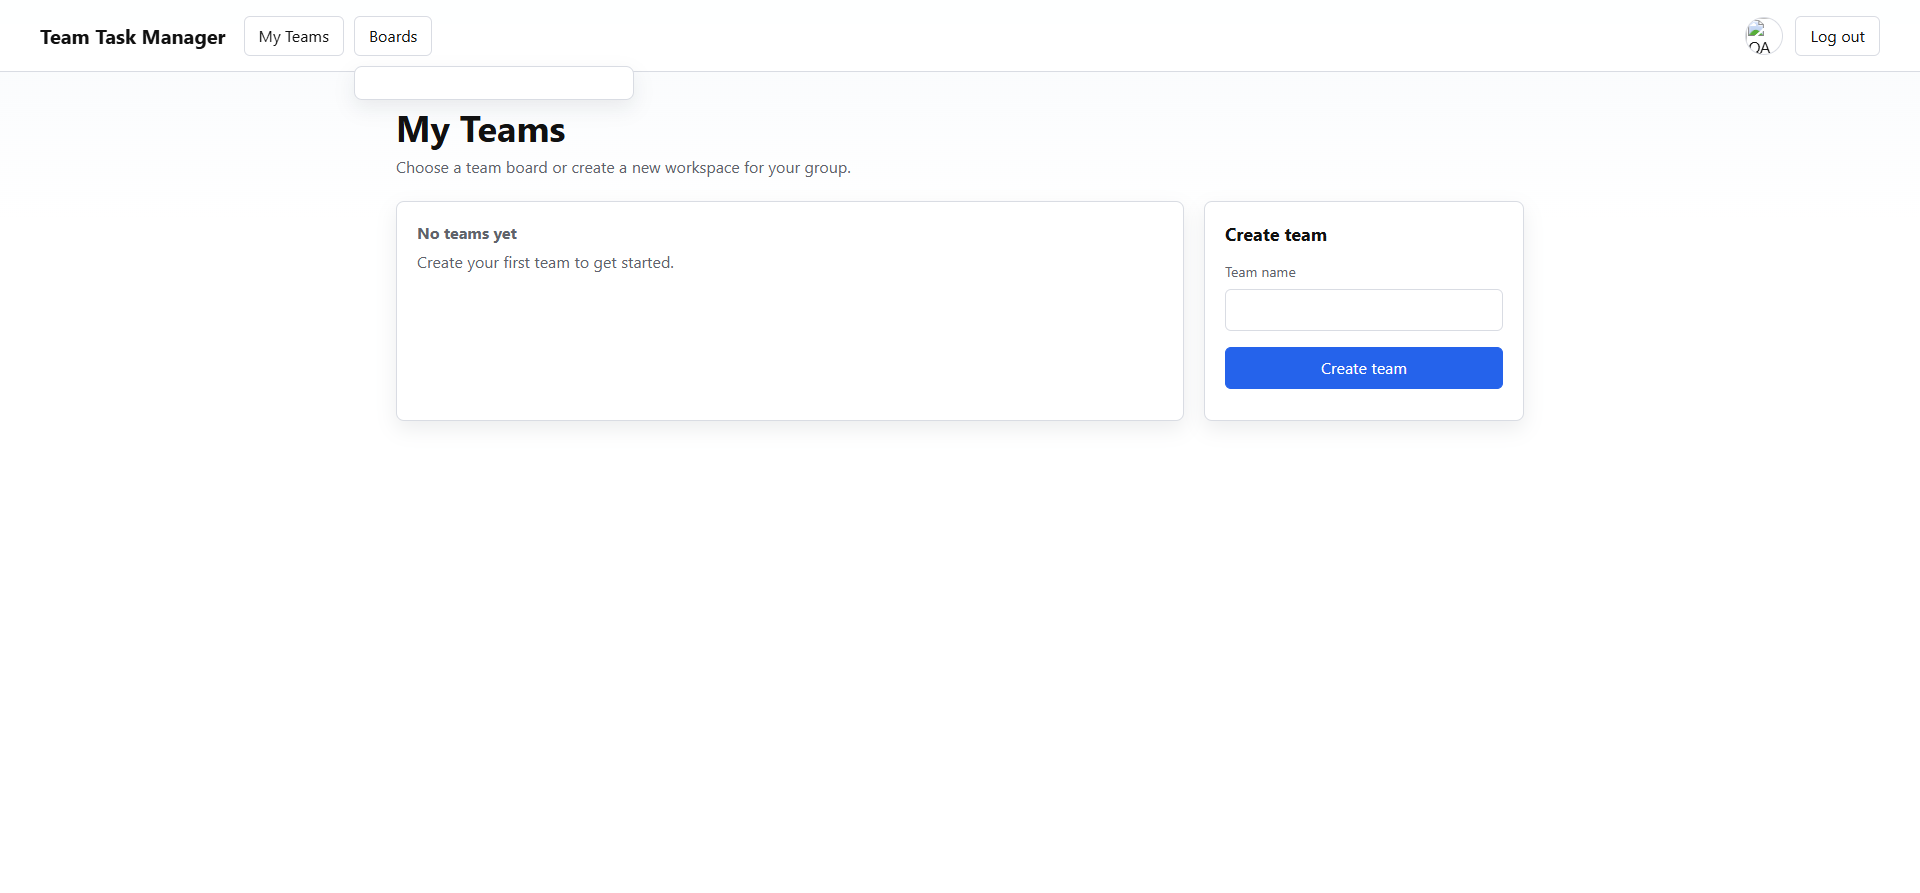 Team Task Manager
My Teams
Boards
QA
Log out
My Teams
Choose a team board or create a new workspace for your group.
No teams yet
Create your first team to get started.
Create team
Team name
Create team